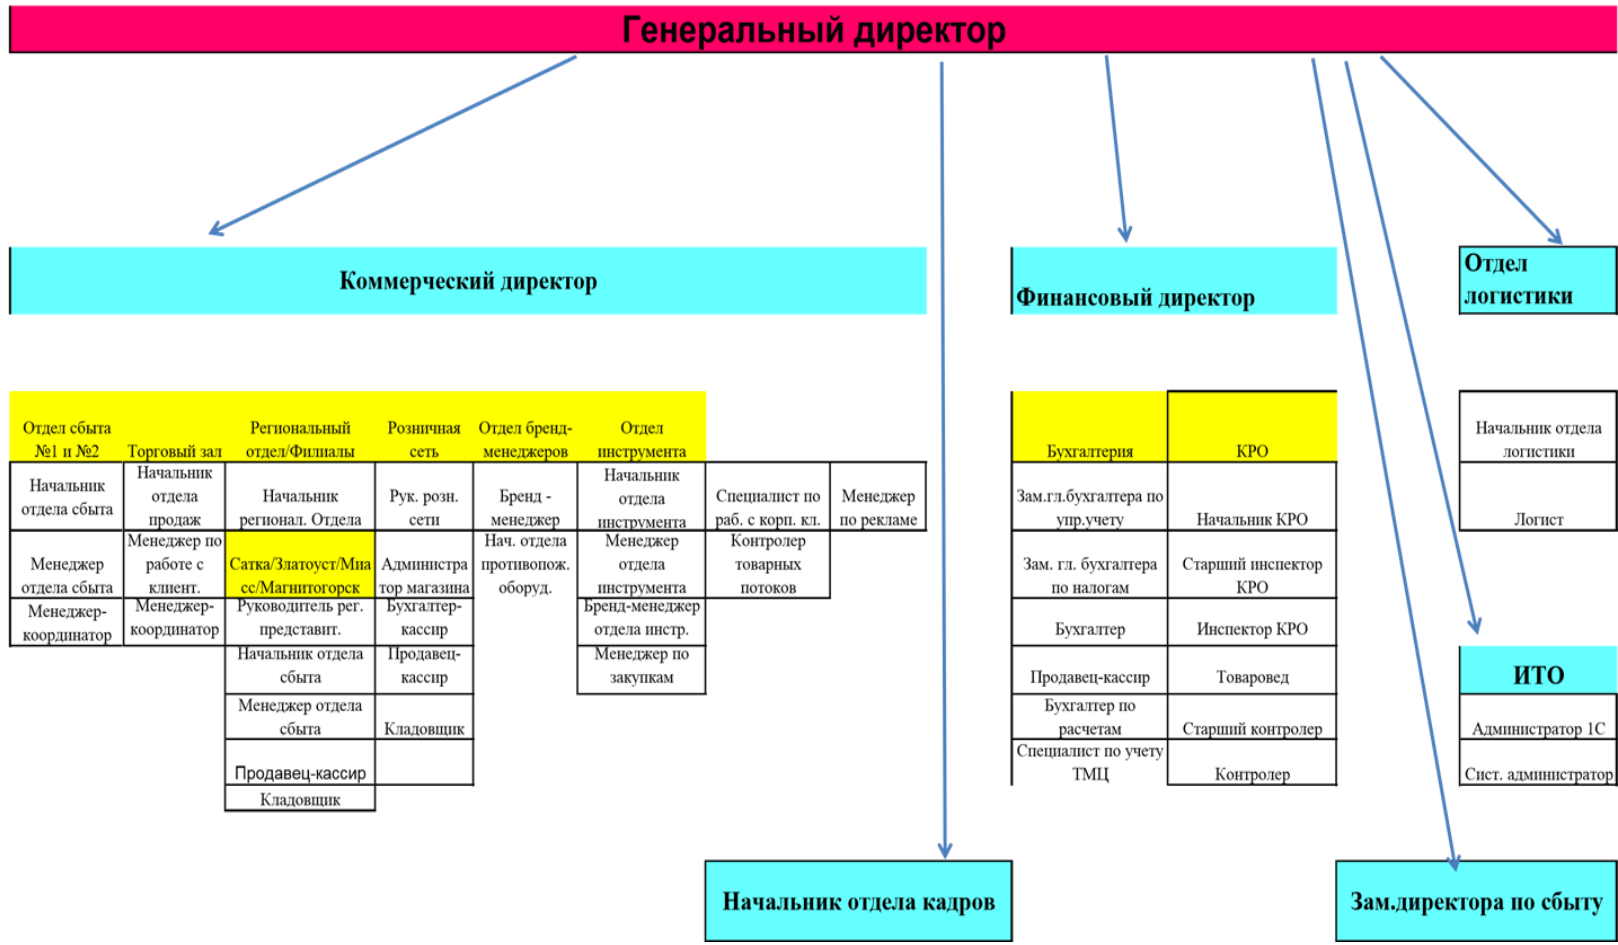 Генеральный директор
Коммерческий директор
Финансовый директор
Отдел
логистики
Отдел сбыта
№1 и №2
Торговый зал
Региональный
отдел/Филиалы
Розничная
сеть
Отдел бренд-
менеджеров
Отдел
инструмента
Начальник
отдела сбыта
Начальник
отдела
продаж
Начальник
регионал. Отдела
Рук. розн.
сети
Бренд -
менеджер
Начальник
отдела
инструмента
Специалист по
раб. с корп. кл.
Менеджер
по рекламе
Менеджер
отдела сбыта
Менеджер по
работе с
клиент.
Сатка/Златоуст/Миа
сс/Магнитогорск
Администра
тор магазина
Нач. отдела
противопож.
оборуд.
Менеджер
отдела
инструмента
Контролер
товарных
потоков
Менеджер-
координатор
Менеджер-
координатор
Руководитель рег.
представит.
Бухгалтер-
кассир
Бренд-менеджер
отдела инстр.
Начальник отдела
сбыта
Продавец-
кассир
Менеджер по
закупкам
Менеджер отдела
сбыта
Кладовщик
Продавец-кассир
Кладовщик
Бухгалтерия
КРО
Зам.гл.бухгалтера по
упр.учету
Начальник КРО
Зам. гл. бухгалтера
по налогам
Старший инспектор
КРО
Бухгалтер
Инспектор КРО
Продавец-кассир
Товаровед
Бухгалтер по
расчетам
Старший контролер
Специалист по учету
ТМЦ
Контролер
Начальник отдела
логистики
Логист
ИТО
Администратор 1С
Сист. администратор
Начальник отдела кадров
Зам.директора по сбыту